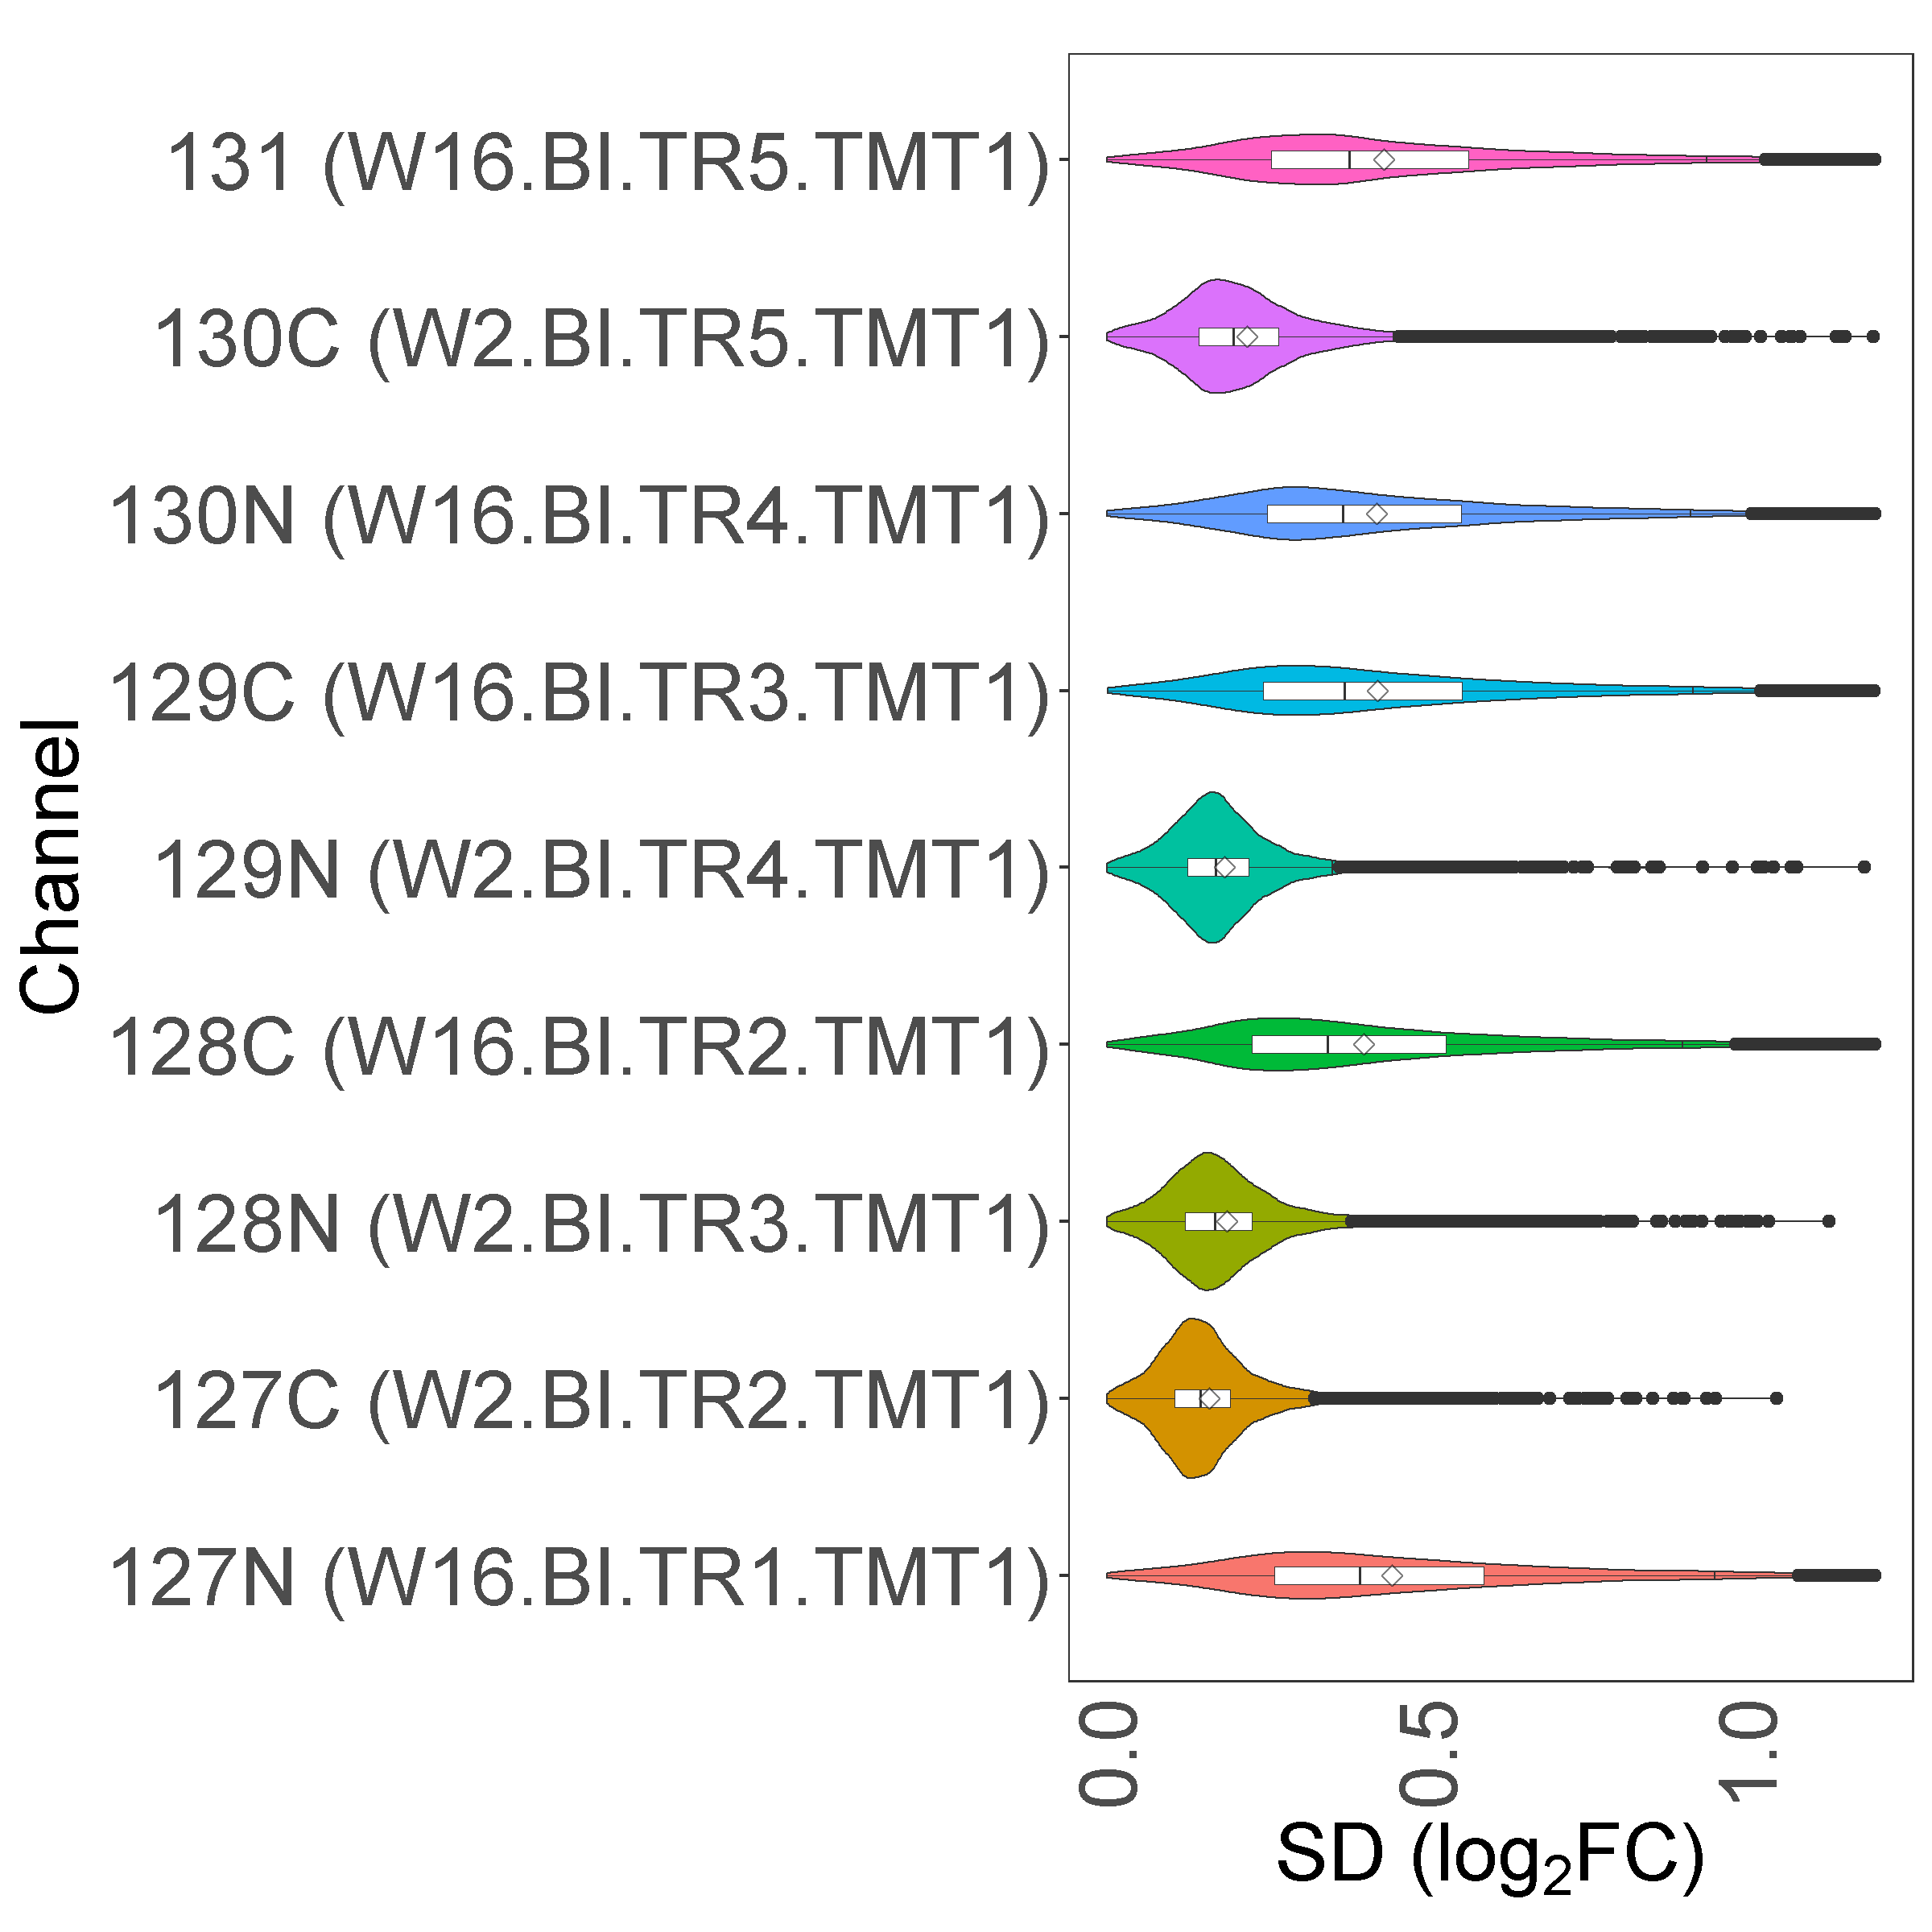 131 (W16.BI.TR5.TMT1)
130C (W2.BI.TR5.TMT1)
130N (W16.BI.TR4.TMT1)
129C (W16.BI.TR3.TMT1)
129N (W2.BI.TR4.TMT1)
128C (W16.BI.TR2.TMT1)
128N (W2.BI.TR3.TMT1)
127C (W2.BI.TR2.TMT1)
127N (W16.BI.TR1.TMT1)
Channel
0.0 0.5 1.0
SD (log₂FC)